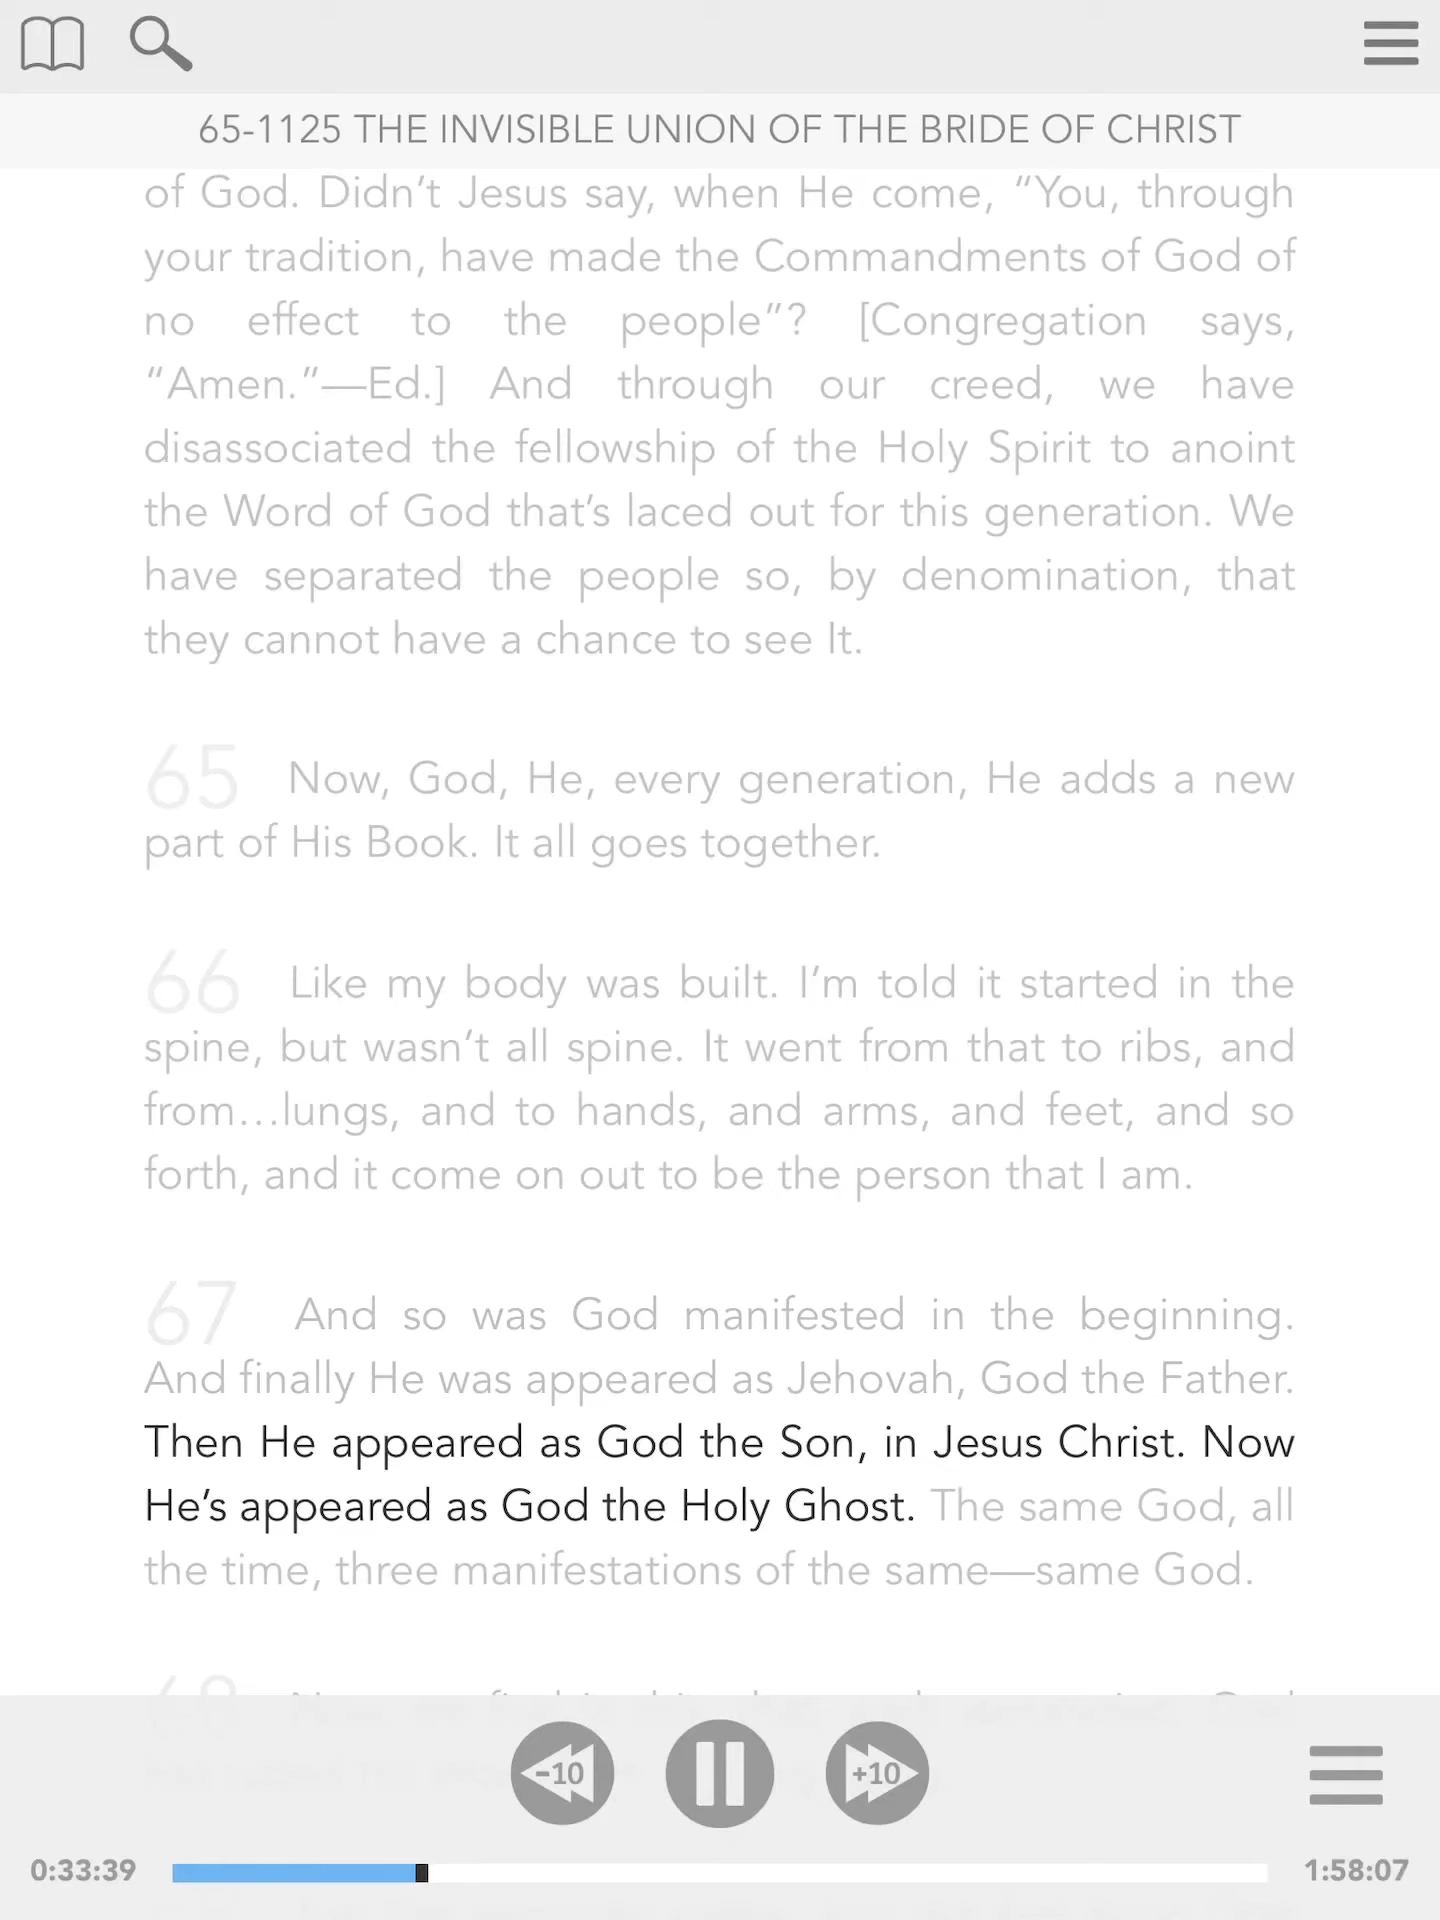 65-1125 THE INVISIBLE UNION OF THE BRIDE OF CHRIST
of God. Didn’t Jesus say, when He come, “You, through
your tradition, have made the Commandments of God of
no effect to the people”? [Congregation says,
“Amen.”—Ed.] And through our creed, we have
disassociated the fellowship of the Holy Spirit to anoint
the Word of God that’s laced out for this generation. We
have separated the people so, by denomination, that
they cannot have a chance to see It.
65 Now, God, He, every generation, He adds a new
part of His Book. It all goes together.
66 Like my body was built. I’m told it started in the
spine, but wasn’t all spine. It went from that to ribs, and
from…lungs, and to hands, and arms, and feet, and so
forth, and it come on out to be the person that I am.
67 And so was God manifested in the beginning.
And finally He was appeared as Jehovah, God the Father.
Then He appeared as God the Son, in Jesus Christ. Now
He’s appeared as God the Holy Ghost. The same God, all
the time, three manifestations of the same—same God.
68
-10 +10
0:33:39 1:58:07